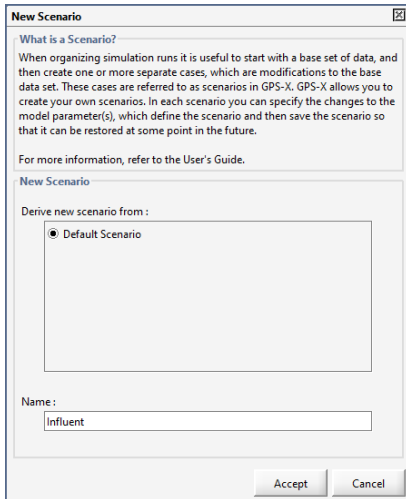 New Scenario
What is a Scenario?
When organizing simulation runs it is useful to start with a base set of data, and
then create one or more separate cases, which are modifications to the base
data set. These cases are referred to as scenarios in GPS-X. GPS-X allows you to
create your own scenarios. In each scenario you can specify the changes to the
model parameter(s), which define the scenario and then save the scenario so
that it can be restored at some point in the future.
For more information, refer to the User's Guide.
New Scenario
Derive new scenario from :
Default Scenario
Name :
Influent
Accept Cancel